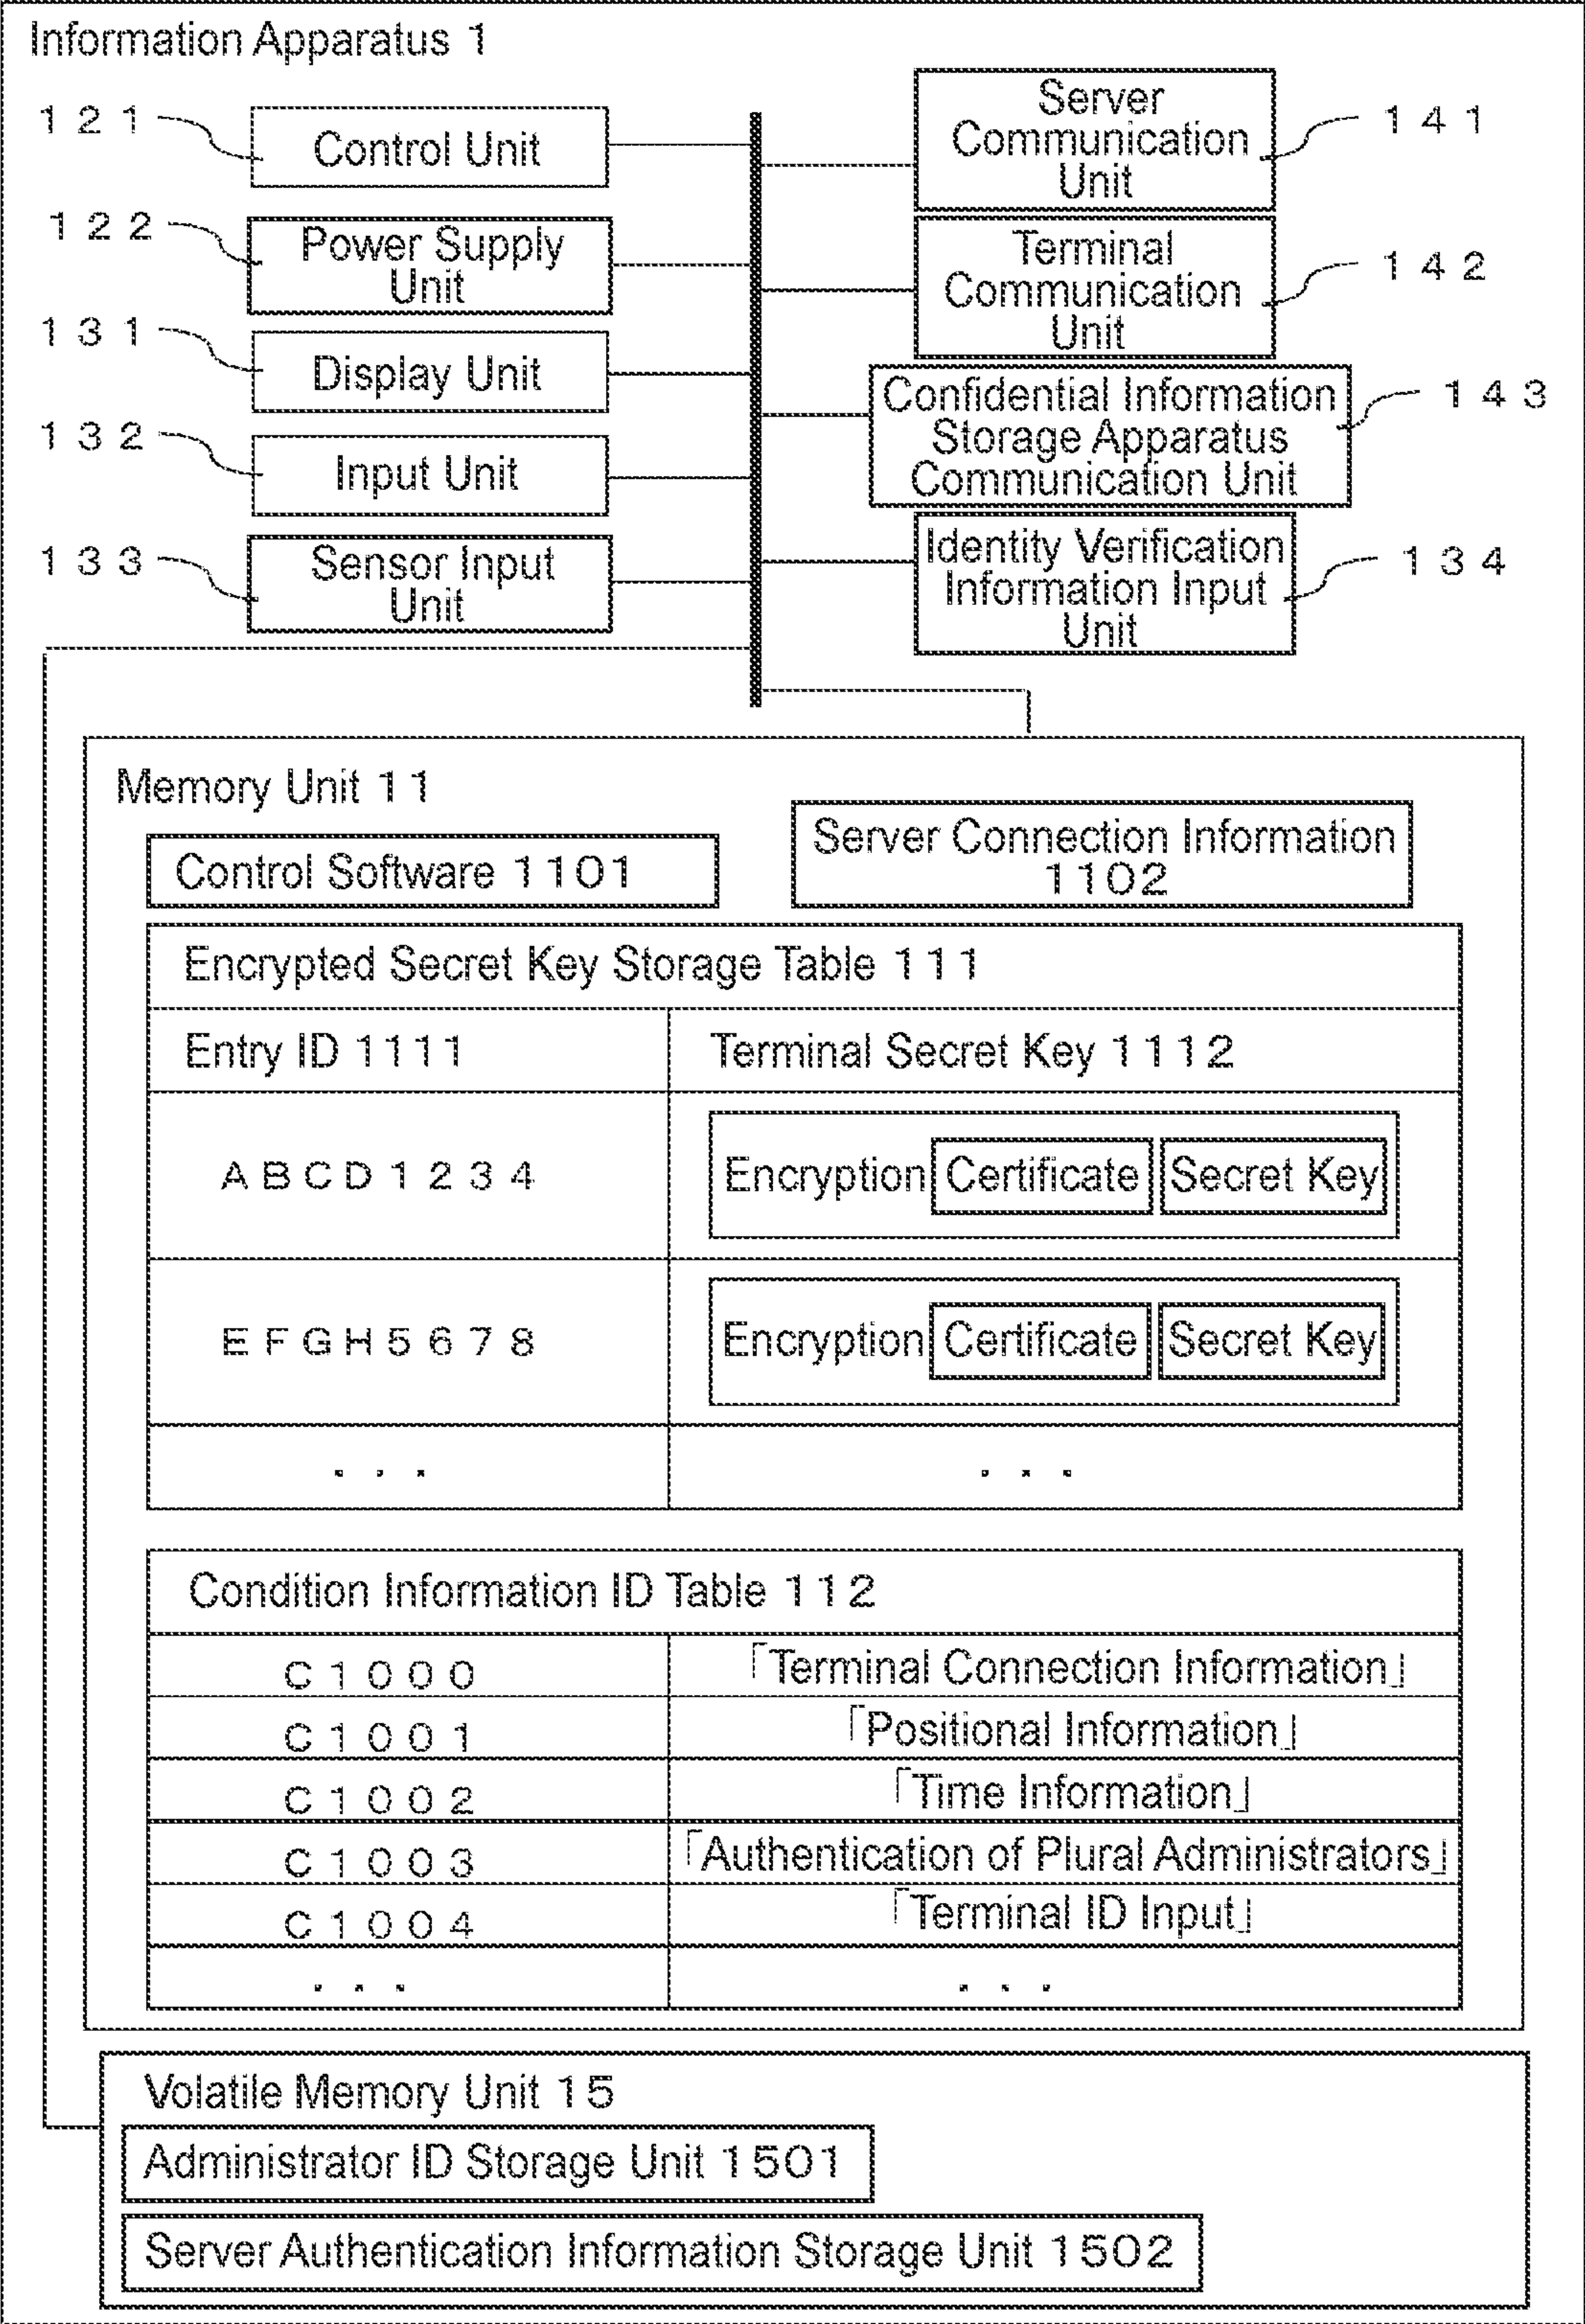 Information Apparatus 1
121
Control Unit
122
Power Supply
Unit
131
Display Unit
132
Input Unit
133
Sensor Input
Unit
Server
Communication
Unit
141
Terminal
Communication
Unit
142
Confidential Information
Storage Apparatus
Communication Unit
143
Identity Verification
Information Input
Unit
134
Memory Unit 11
Control Software 1101
Server Connection Information
1102
Encrypted Secret Key Storage Table 111
Entry ID 1111 Terminal Secret Key 1112
ABCD1234 Encryption Certificate Secret Key
EFGH5678 Encryption Certificate Secret Key
... ...
Condition Information ID Table 112
C1000 「Terminal Connection Information」
C1001 「Positional Information」
C1002 「Time Information」
C1003 「Authentication of Plural Administrators」
C1004 「Terminal ID Input」
... ...
Volatile Memory Unit 15
Administrator ID Storage Unit 1501
Server Authentication Information Storage Unit 1502